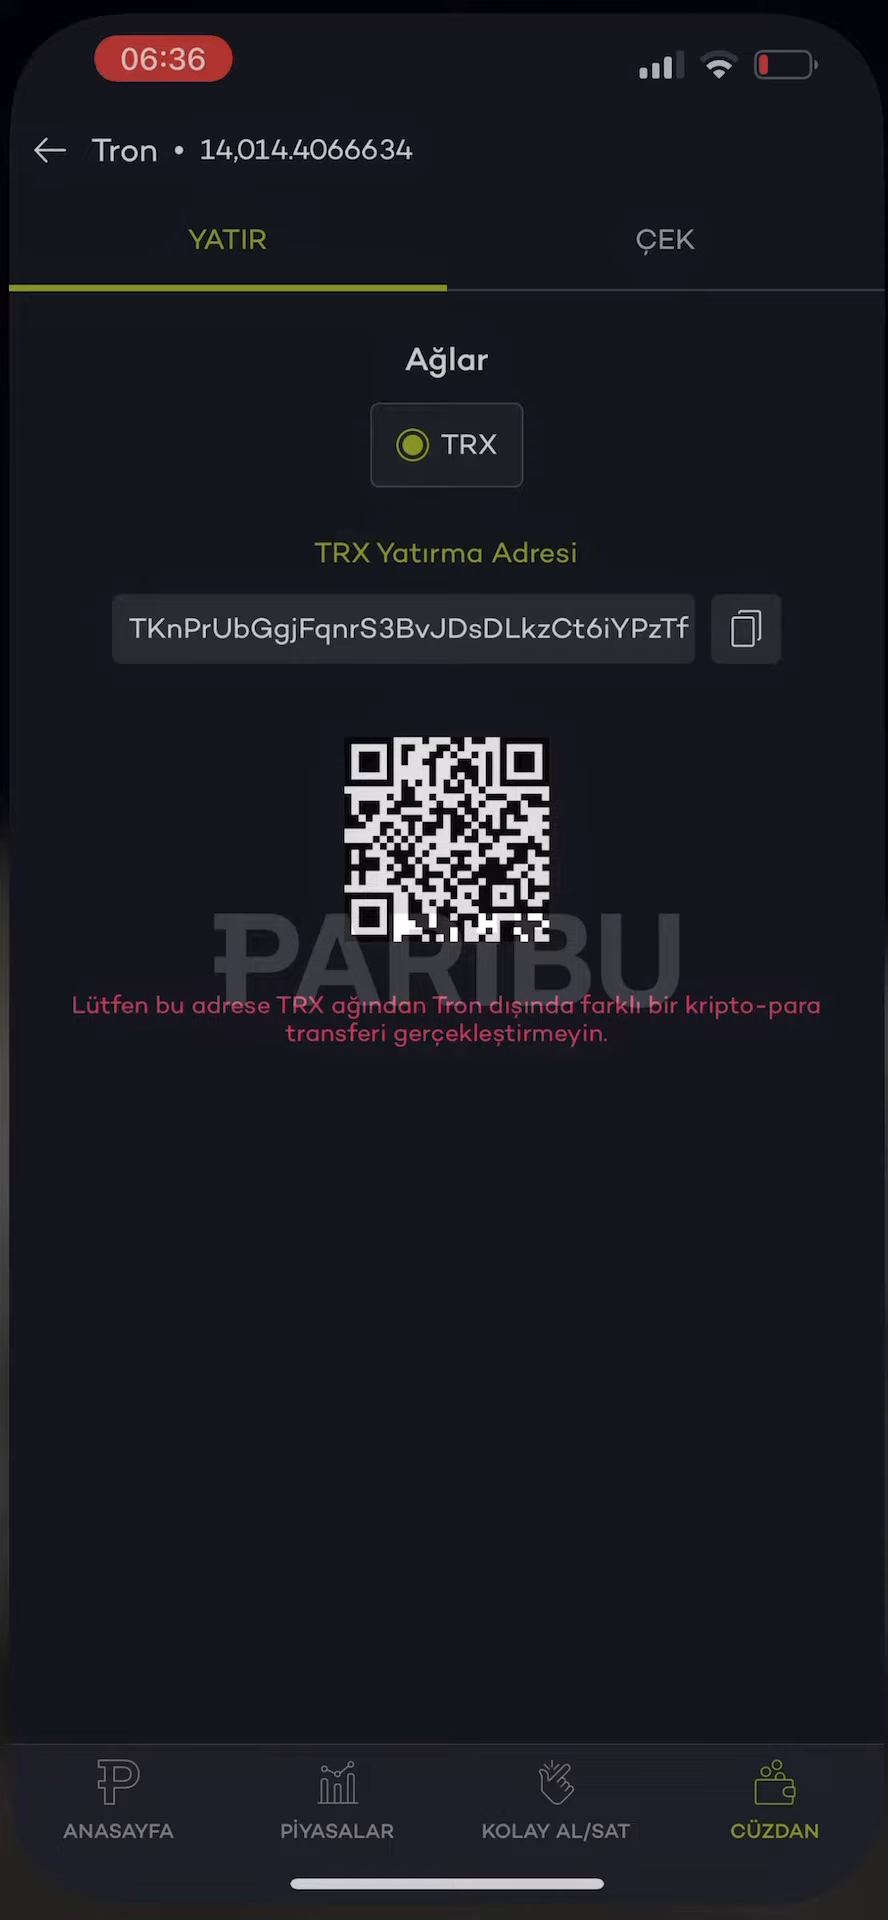 06:36
Tron • 14,014.4066634
YATIR
ÇEK
Ağlar
TRX
TRX Yatırma Adresi
TKnPrUbGgjFqnrS3BvJDsDLkzCt6iYPzTf
PARIBU
Lütfen bu adrese TRX ağından Tron dışında farklı bir kripto-para
transferi gerçekleştirmeyin.
ANASAYFA
PİYASALAR
KOLAY AL/SAT
CÜZDAN